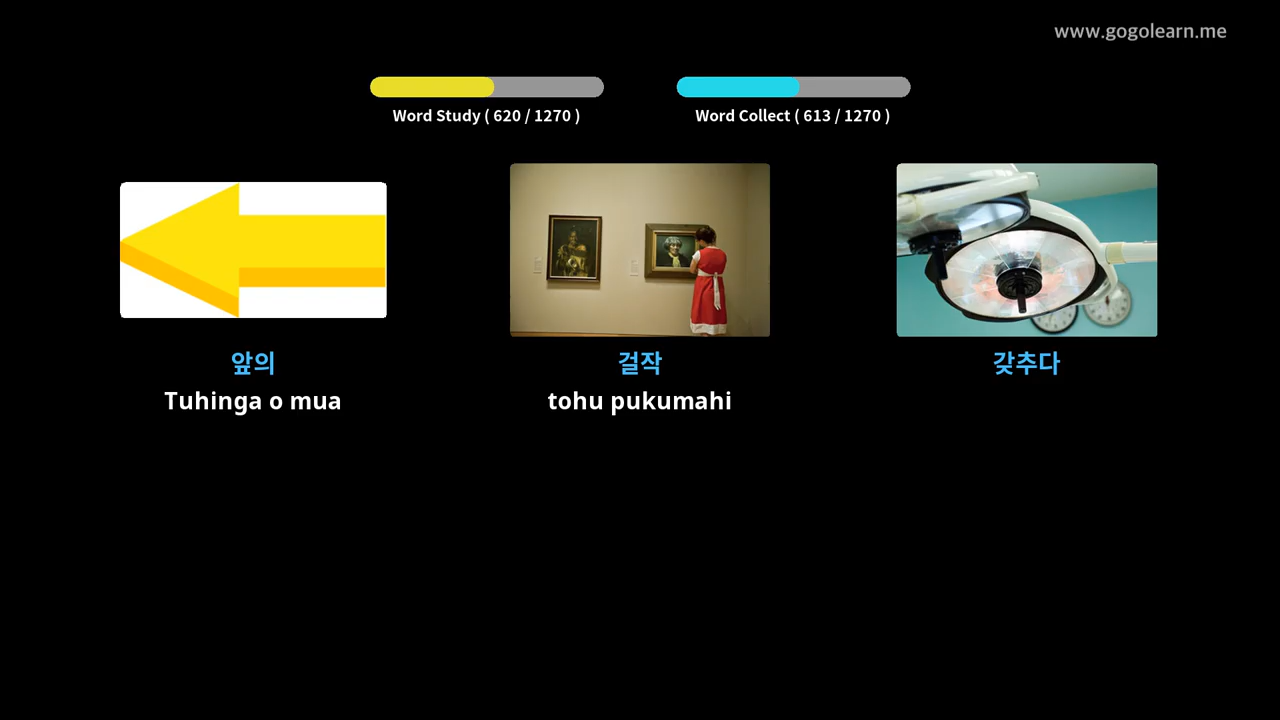 www.gogolearn.me
Word Study ( 620 / 1270 )
Word Collect ( 613 / 1270 )
앞의
걸작
갖추다
Tuhinga o mua
tohu pukumahi